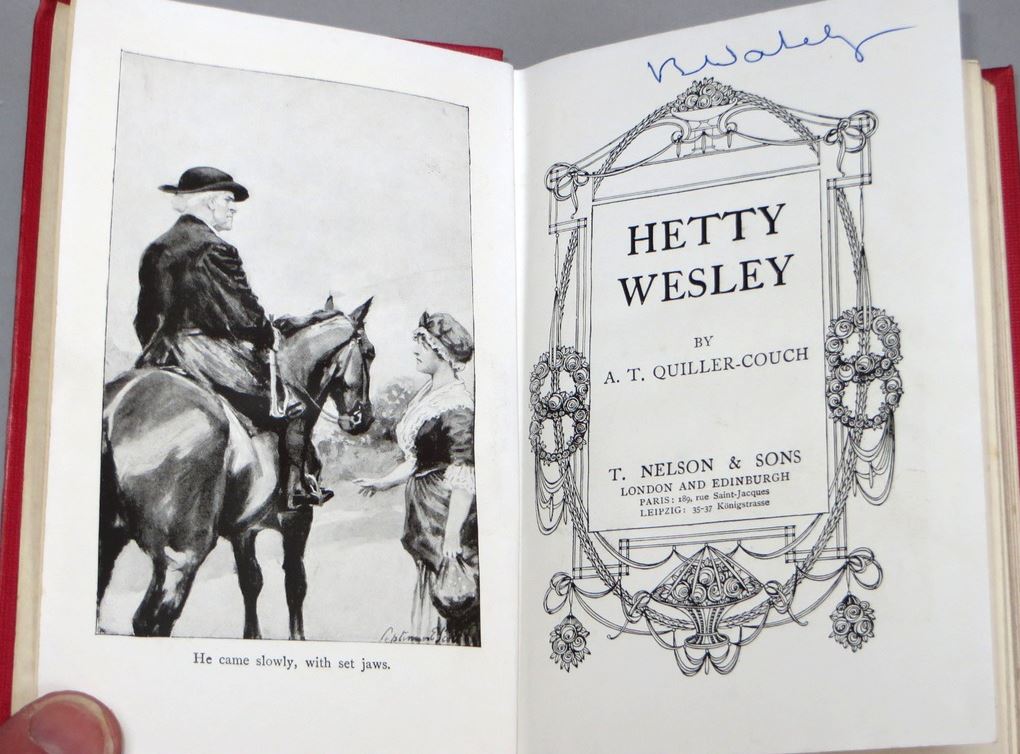 He came slowly, with set jaws.
HETTY
WESLEY
BY
A. T. QUILLER-COUCH
T. NELSON & SONS
LONDON AND EDINBURGH
PARIS: 189, rue Saint-Jacques
LEIPZIG: 35-37 Königstrasse